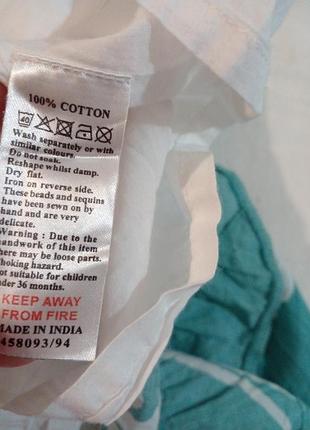 100% COTTON
40
Wash separately or with
similar colours.
Do not soak.
Reshape whilst damp.
Dry flat.
Iron on reverse side.
These beads and sequins
have been sewn on by
hand and are very
delicate.
Warning : Due to the
handwork of this item
there may be loose parts.
choking hazard.
not suitable for children
under 36 months.
KEEP AWAY
FROM FIRE
MADE IN INDIA
458093/94